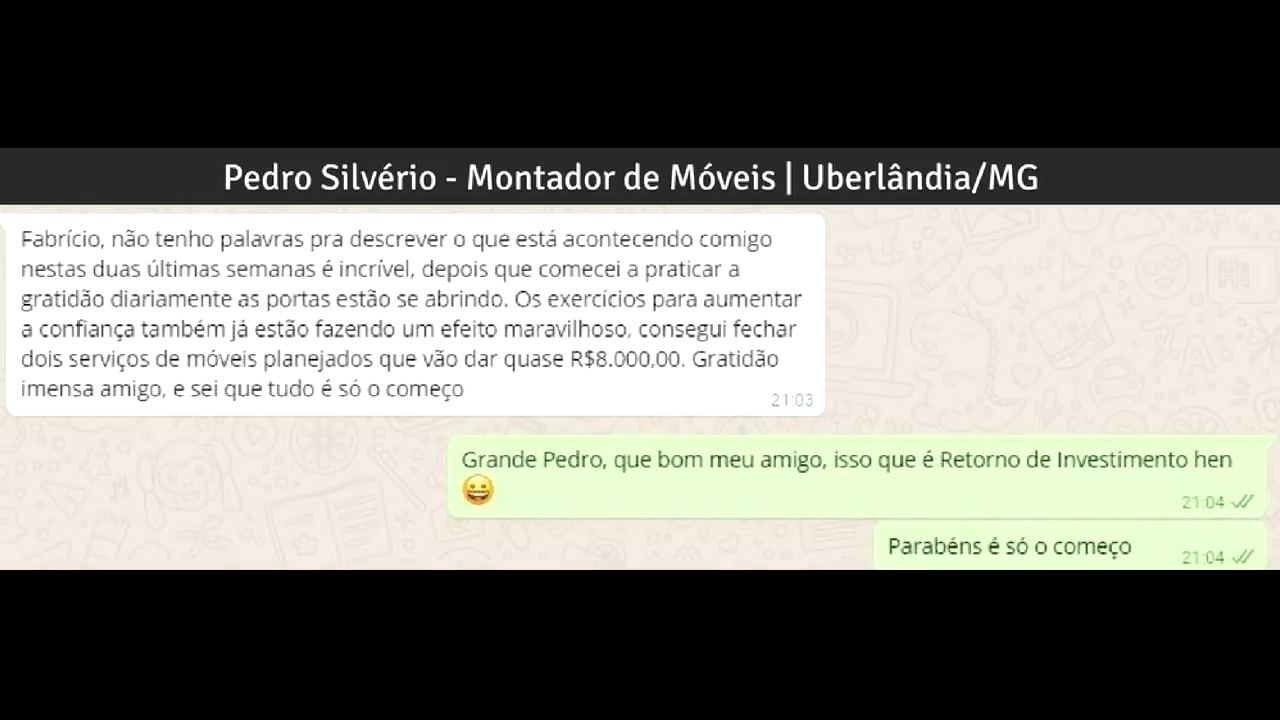 Pedro Silvério - Montador de Móveis | Uberlândia/MG
Fabrício, não tenho palavras pra descrever o que está acontecendo comigo
nestas duas últimas semanas é incrível, depois que comecei a praticar a
gratidão diariamente as portas estão se abrindo. Os exercícios para aumentar
a confiança também já estão fazendo um efeito maravilhoso, consegui fechar
dois serviços de móveis planejados que vão dar quase R$8.000,00. Gratidão
imensa amigo, e sei que tudo é só o começo
21:03
Grande Pedro, que bom meu amigo, isso que é Retorno de Investimento hen
😀
21:04
Parabéns é só o começo
21:04